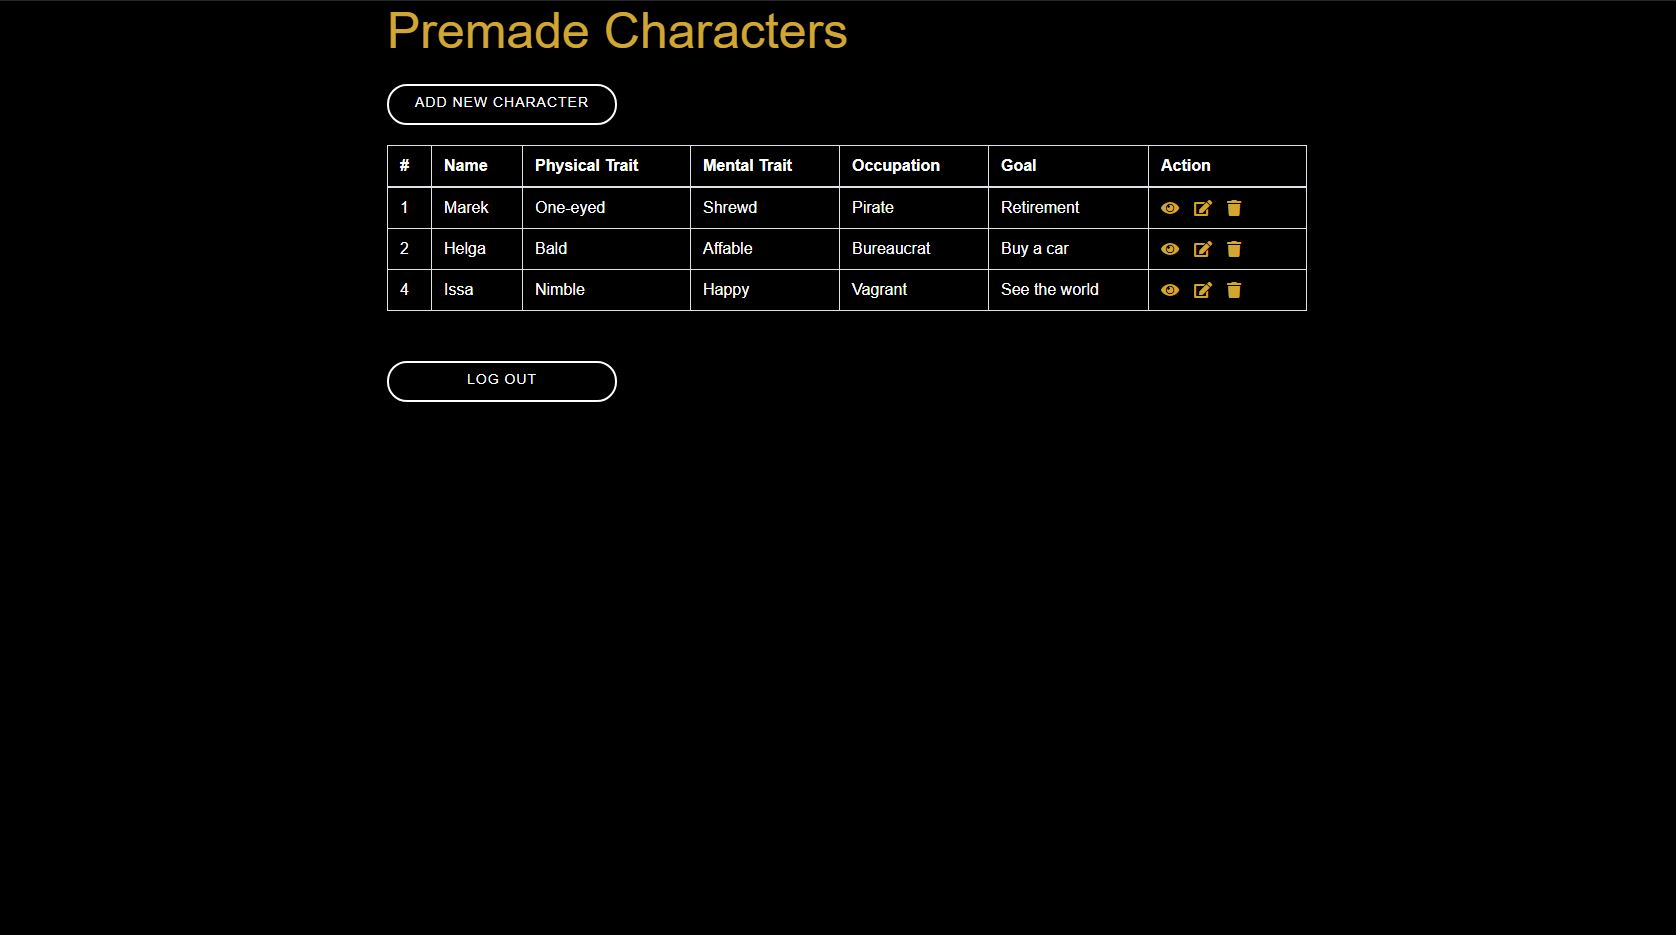 Premade Characters
ADD NEW CHARACTER
# Name Physical Trait Mental Trait Occupation Goal Action
1 Marek One-eyed Shrewd Pirate Retirement
2 Helga Bald Affable Bureaucrat Buy a car
4 Issa Nimble Happy Vagrant See the world
LOG OUT